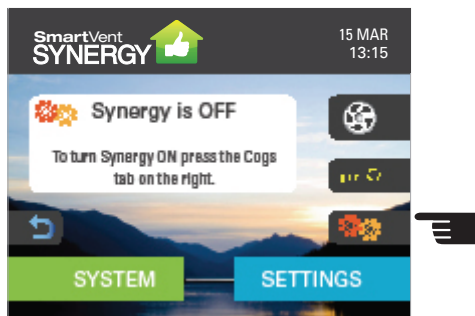 SmartVent
SYNERGY
15 MAR
13:15
Synergy is OFF
To turn Synergy ON press the Cogs
tab on the right.
SYSTEM
SETTINGS